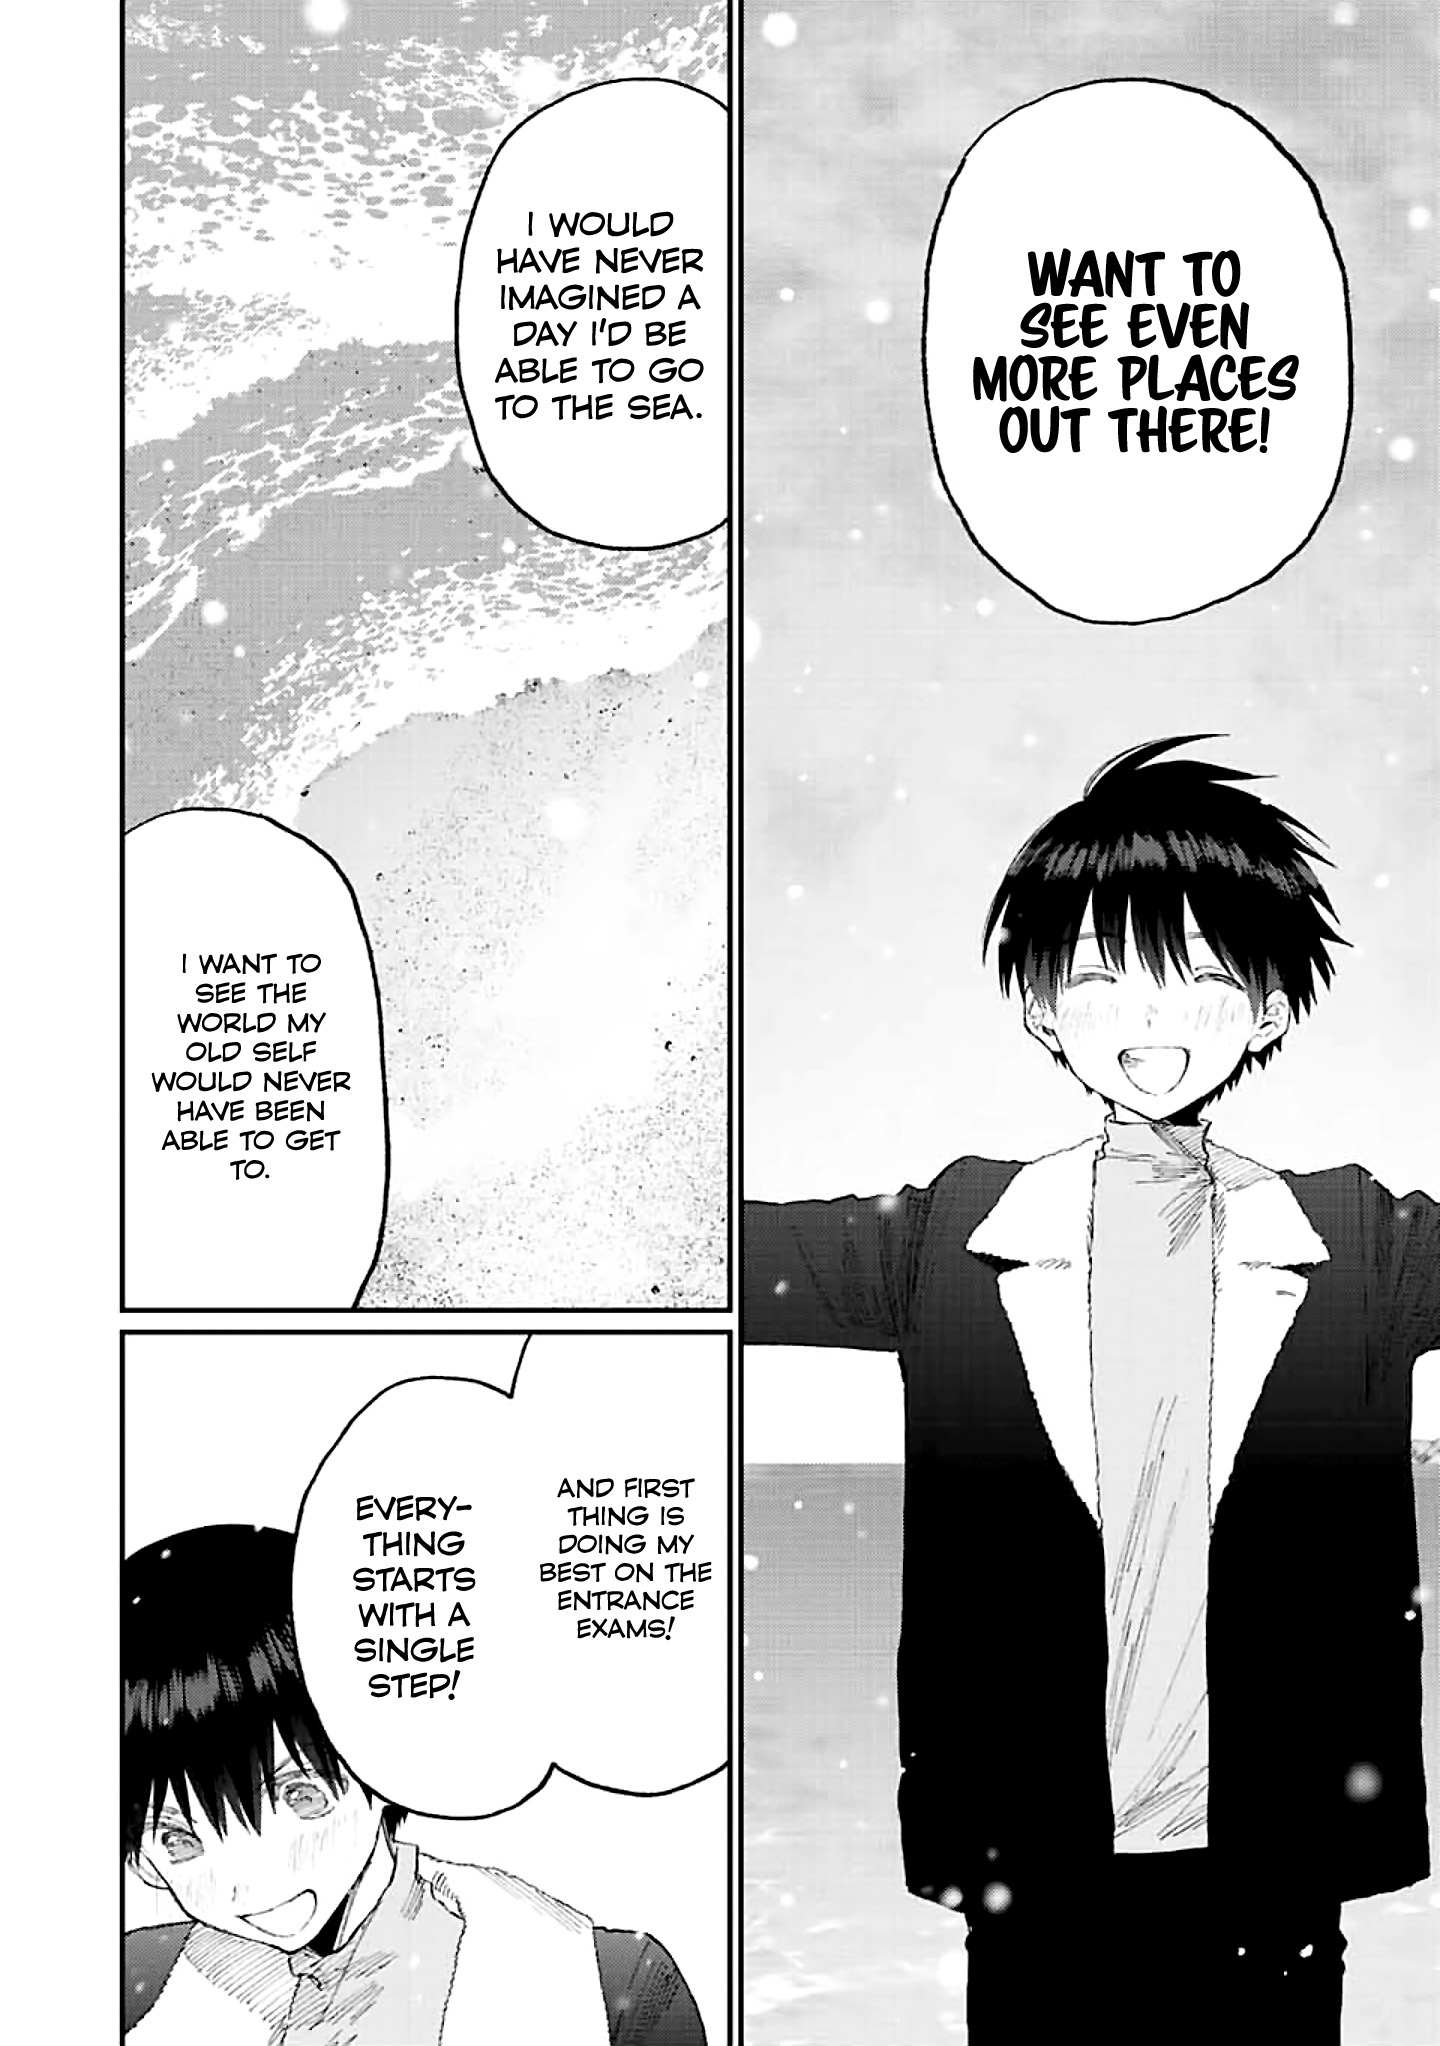 WANT TO
SEE EVEN
MORE PLACES
OUT THERE!
I WOULD
HAVE NEVER
IMAGINED A
DAY I'D BE
ABLE TO GO
TO THE SEA.
I WANT TO
SEE THE
WORLD MY
OLD SELF
WOULD NEVER
HAVE BEEN
ABLE TO GET
TO.
AND FIRST
THING IS
DOING MY
BEST ON THE
ENTRANCE
EXAMS!
EVERY-
THING
STARTS
WITH A
SINGLE
STEP!